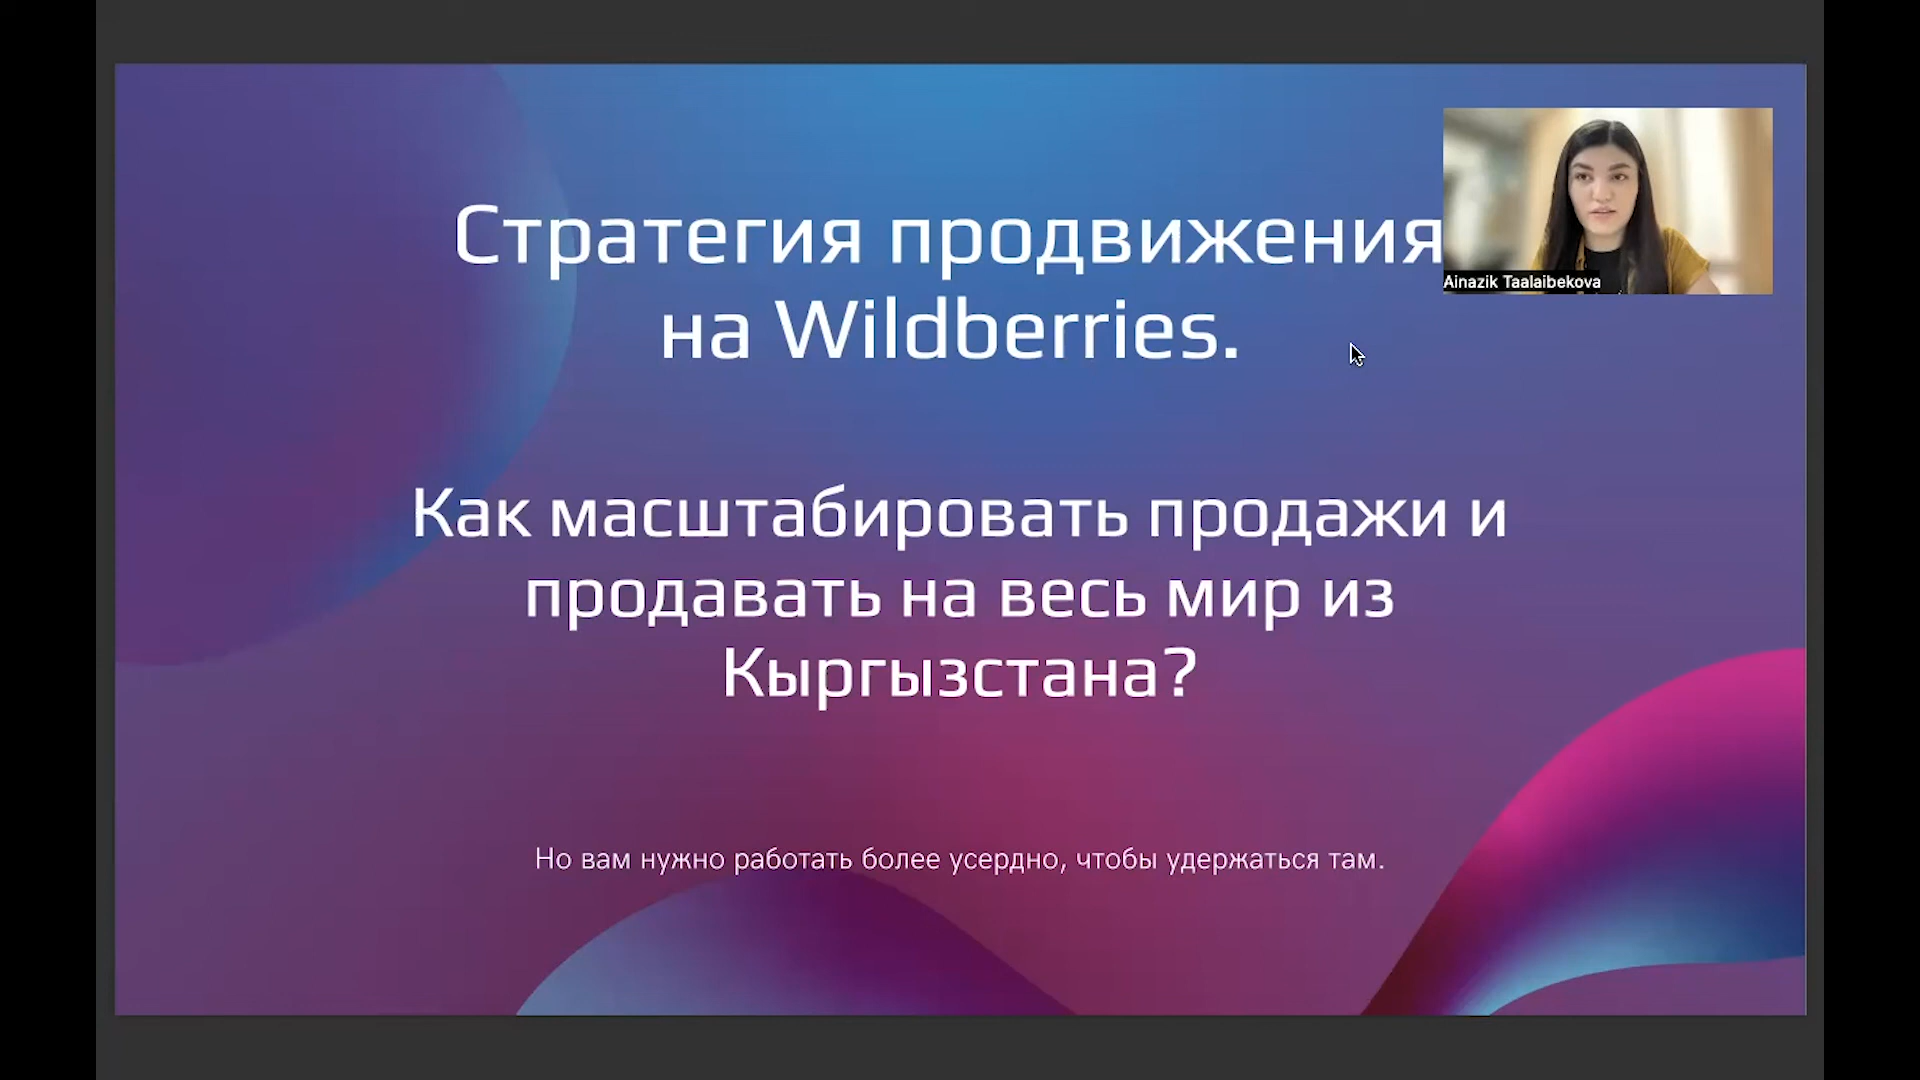 Стратегия продвижения
на Wildberries.
Ainazik Taalaibekova
Как масштабировать продажи и
продавать на весь мир из
Кыргызстана?
Но вам нужно работать более усердно, чтобы удержаться там.